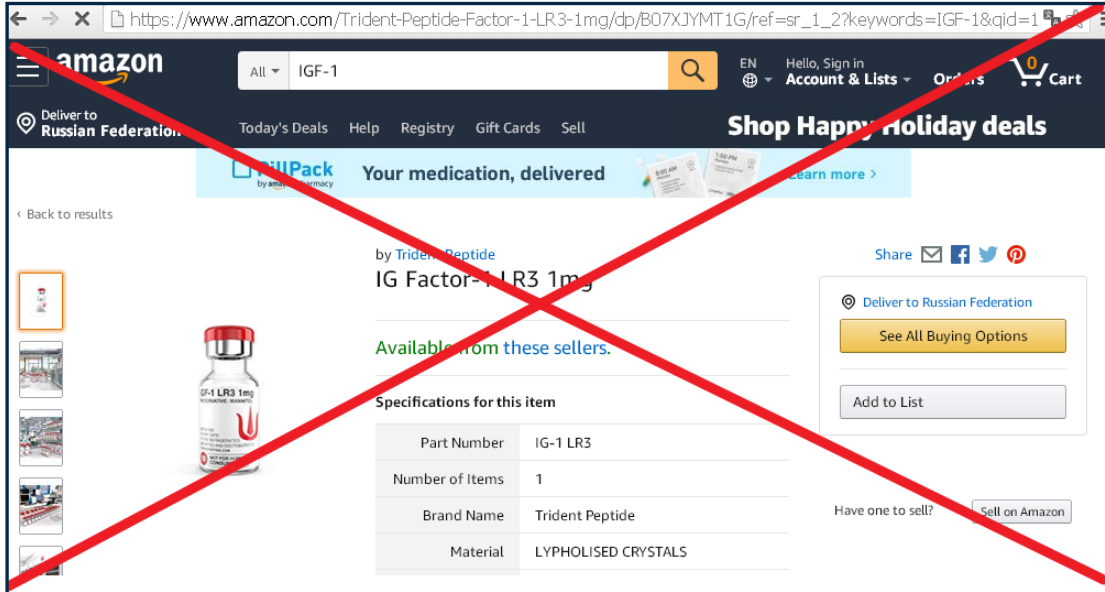 https://www.amazon.com/Trident-Peptide-Factor-1-LR3-1mg/dp/B07XJYMT1G/ref=sr_1_2?keywords=IGF-1&qid=1
amazon
All
IGF-1
EN
Hello, Sign in
Account & Lists
Orders
0
Cart
Deliver to
Russian Federation
Today's Deals
Help
Registry
Gift Cards
Sell
Shop Happy Holiday deals
PillPack
by amazon pharmacy
Your medication, delivered
Learn more ›
‹ Back to results
by Trident Peptide
IG Factor-1 LR3 1mg
Available from these sellers.
Specifications for this item
Part Number IG-1 LR3
Number of Items 1
Brand Name Trident Peptide
Material LYPHOLISED CRYSTALS
Share
Deliver to Russian Federation
See All Buying Options
Add to List
Have one to sell?
Sell on Amazon
GF-1 LR3 1mg
NOT FOR HUMAN